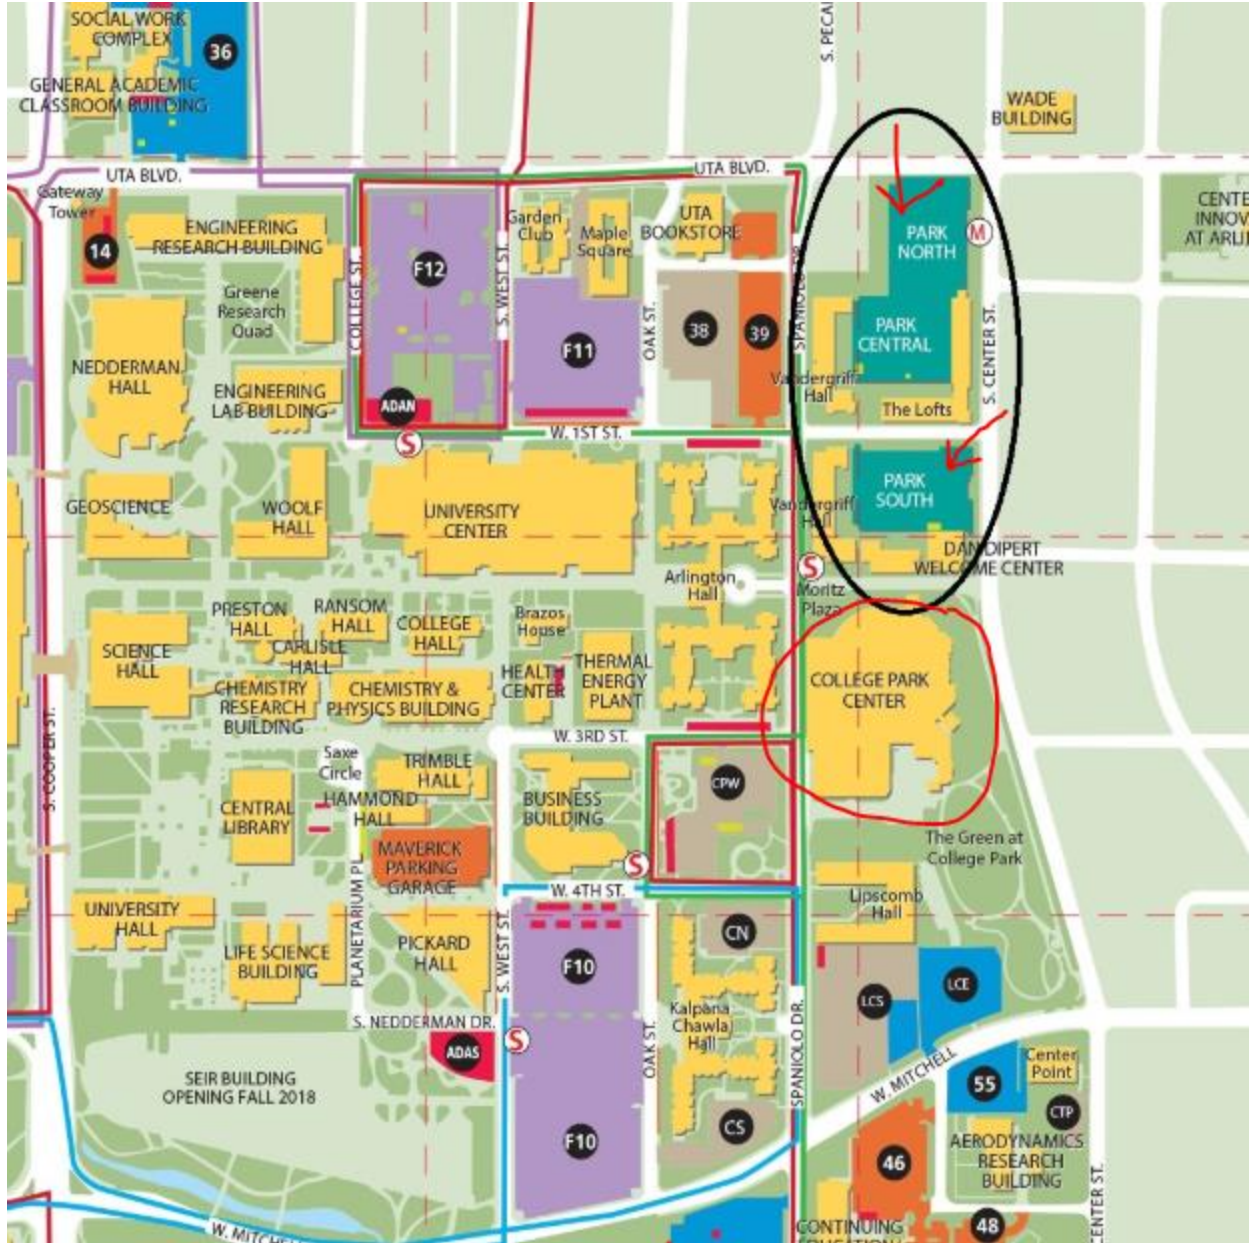 SOCIAL WORK
COMPLEX
36
GENERAL ACADEMIC
CLASSROOM BUILDING
S. PECAN
WADE
BUILDING
UTA BLVD.
UTA BLVD.
Gateway
Tower
14
ENGINEERING
RESEARCH BUILDING
F12
Garden
Club
Maple
Square
UTA
BOOKSTORE
PARK
NORTH
M
Greene
Research
Quad
COLLEGE ST.
S. WEST ST.
F11
OAK ST.
38
39
PARK
CENTRAL
S. CENTER ST.
NEDDERMAN
HALL
ENGINEERING
LAB BUILDING
ADAN
Vandergriff
Hall
The Lofts
S
W. 1ST ST.
GEOSCIENCE
WOOLF
HALL
UNIVERSITY
CENTER
Vandergriff
Hall
PARK
SOUTH
DAN DIPERT
WELCOME CENTER
Arlington
Hall
S
Moritz
Plaza
PRESTON
HALL
RANSOM
HALL
CARLISLE
HALL
COLLEGE
HALL
Brazos
House
SCIENCE
HALL
CHEMISTRY
RESEARCH
BUILDING
CHEMISTRY &
PHYSICS BUILDING
HEALTH
CENTER
THERMAL
ENERGY
PLANT
COLLEGE PARK
CENTER
S. COOPER ST.
W. 3RD ST.
Saxe
Circle
TRIMBLE
HALL
CPW
CENTRAL
LIBRARY
HAMMOND
HALL
BUSINESS
BUILDING
MAVERICK
PARKING
GARAGE
S
The Green at
College Park
PLANETARIUM PL.
W. 4TH ST.
Lipscomb
Hall
UNIVERSITY
HALL
LIFE SCIENCE
BUILDING
PICKARD
HALL
S. WEST ST.
F10
CN
LCS
LCE
S. NEDDERMAN DR.
ADAS
S
Kalpana
Chawla
Hall
OAK ST.
SPANIOLO DR.
W. MITCHELL
SEIR BUILDING
OPENING FALL 2018
55
Center
Point
CTP
F10
CS
46
AERODYNAMICS
RESEARCH
BUILDING
CENTER ST.
W. MITCHELL
CONTINUING
48